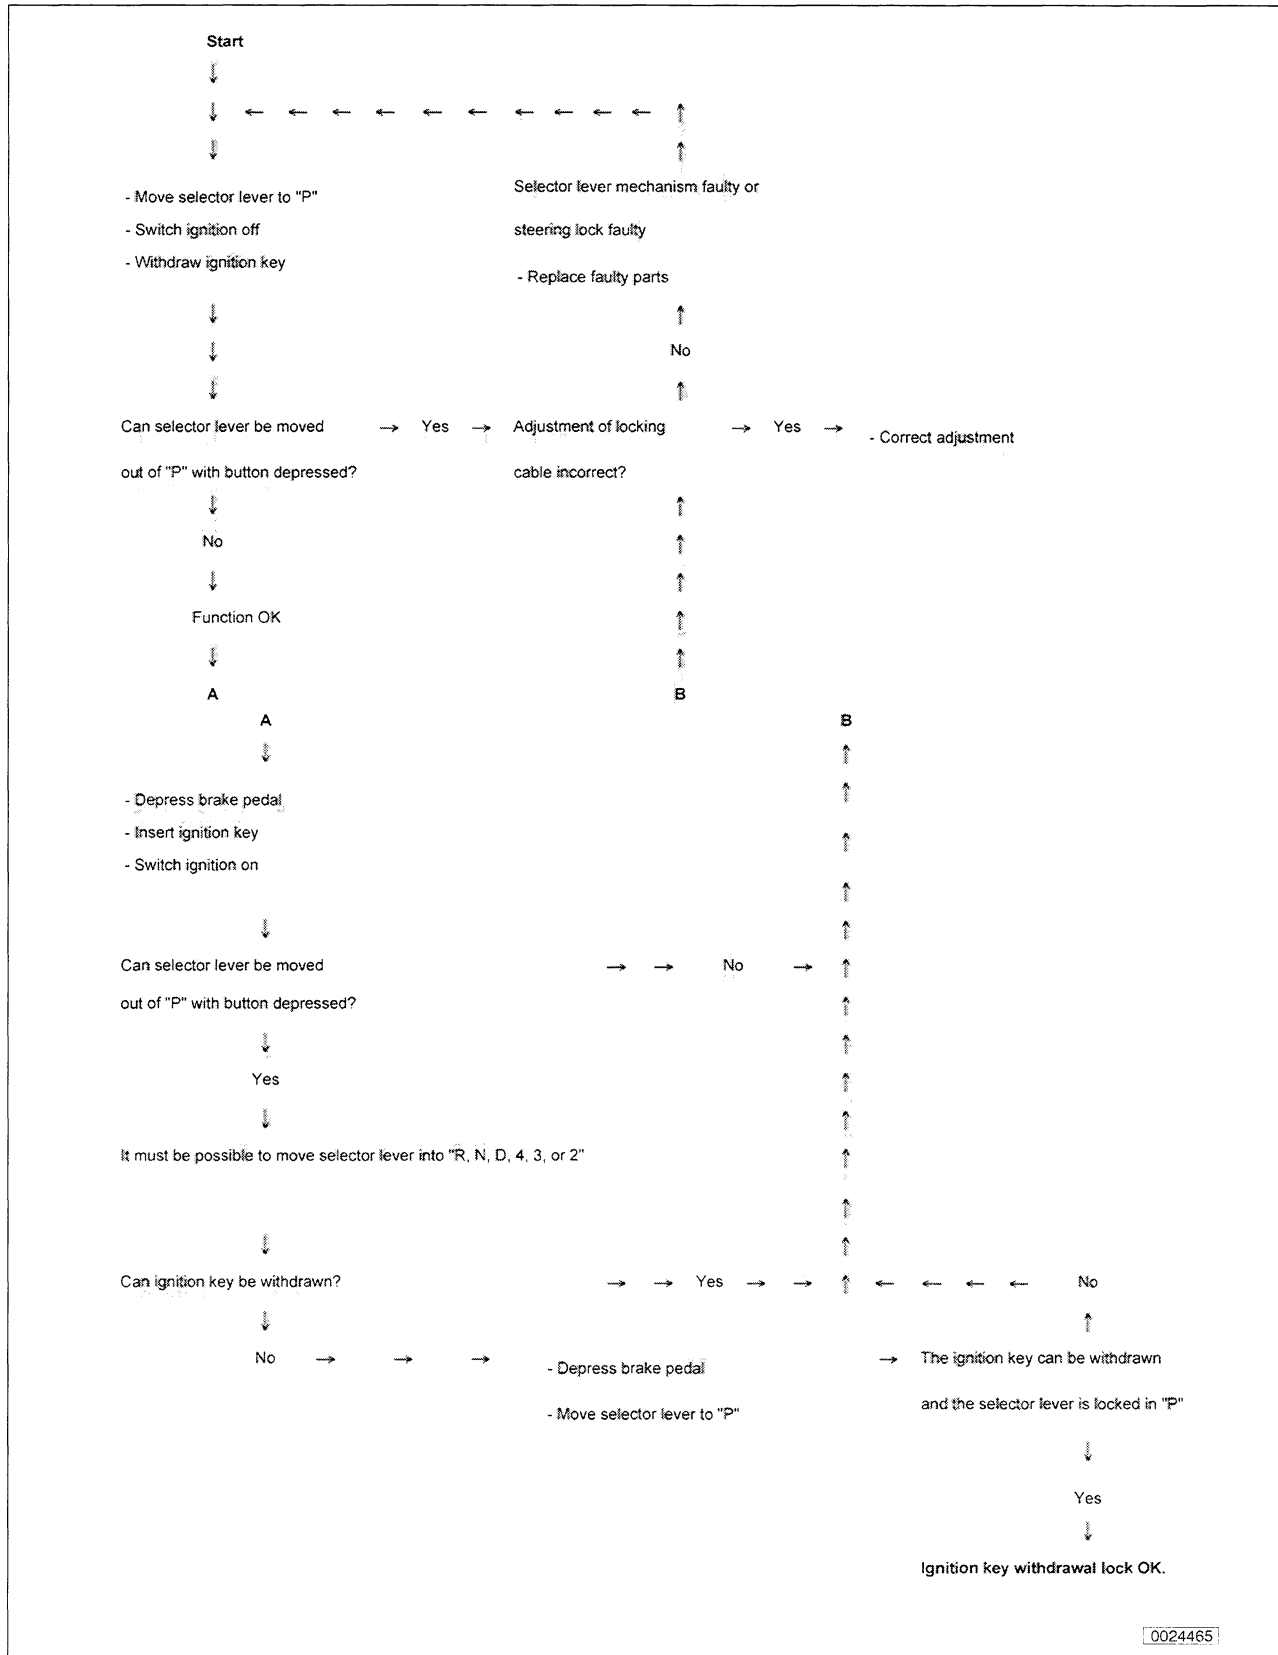 Start
- Move selector lever to "P"
- Switch ignition off
- Withdraw ignition key
Selector lever mechanism faulty or
steering lock faulty
- Replace faulty parts
No
Can selector lever be moved
out of "P" with button depressed?
Yes
Adjustment of locking
cable incorrect?
Yes
- Correct adjustment
No
Function OK
A
B
A
B
- Depress brake pedal
- Insert ignition key
- Switch ignition on
Can selector lever be moved
out of "P" with button depressed?
No
Yes
It must be possible to move selector lever into "R, N, D, 4, 3, or 2"
Can ignition key be withdrawn?
Yes
No
No
- Depress brake pedal
- Move selector lever to "P"
The ignition key can be withdrawn
and the selector lever is locked in "P"
Yes
Ignition key withdrawal lock OK.
0024465